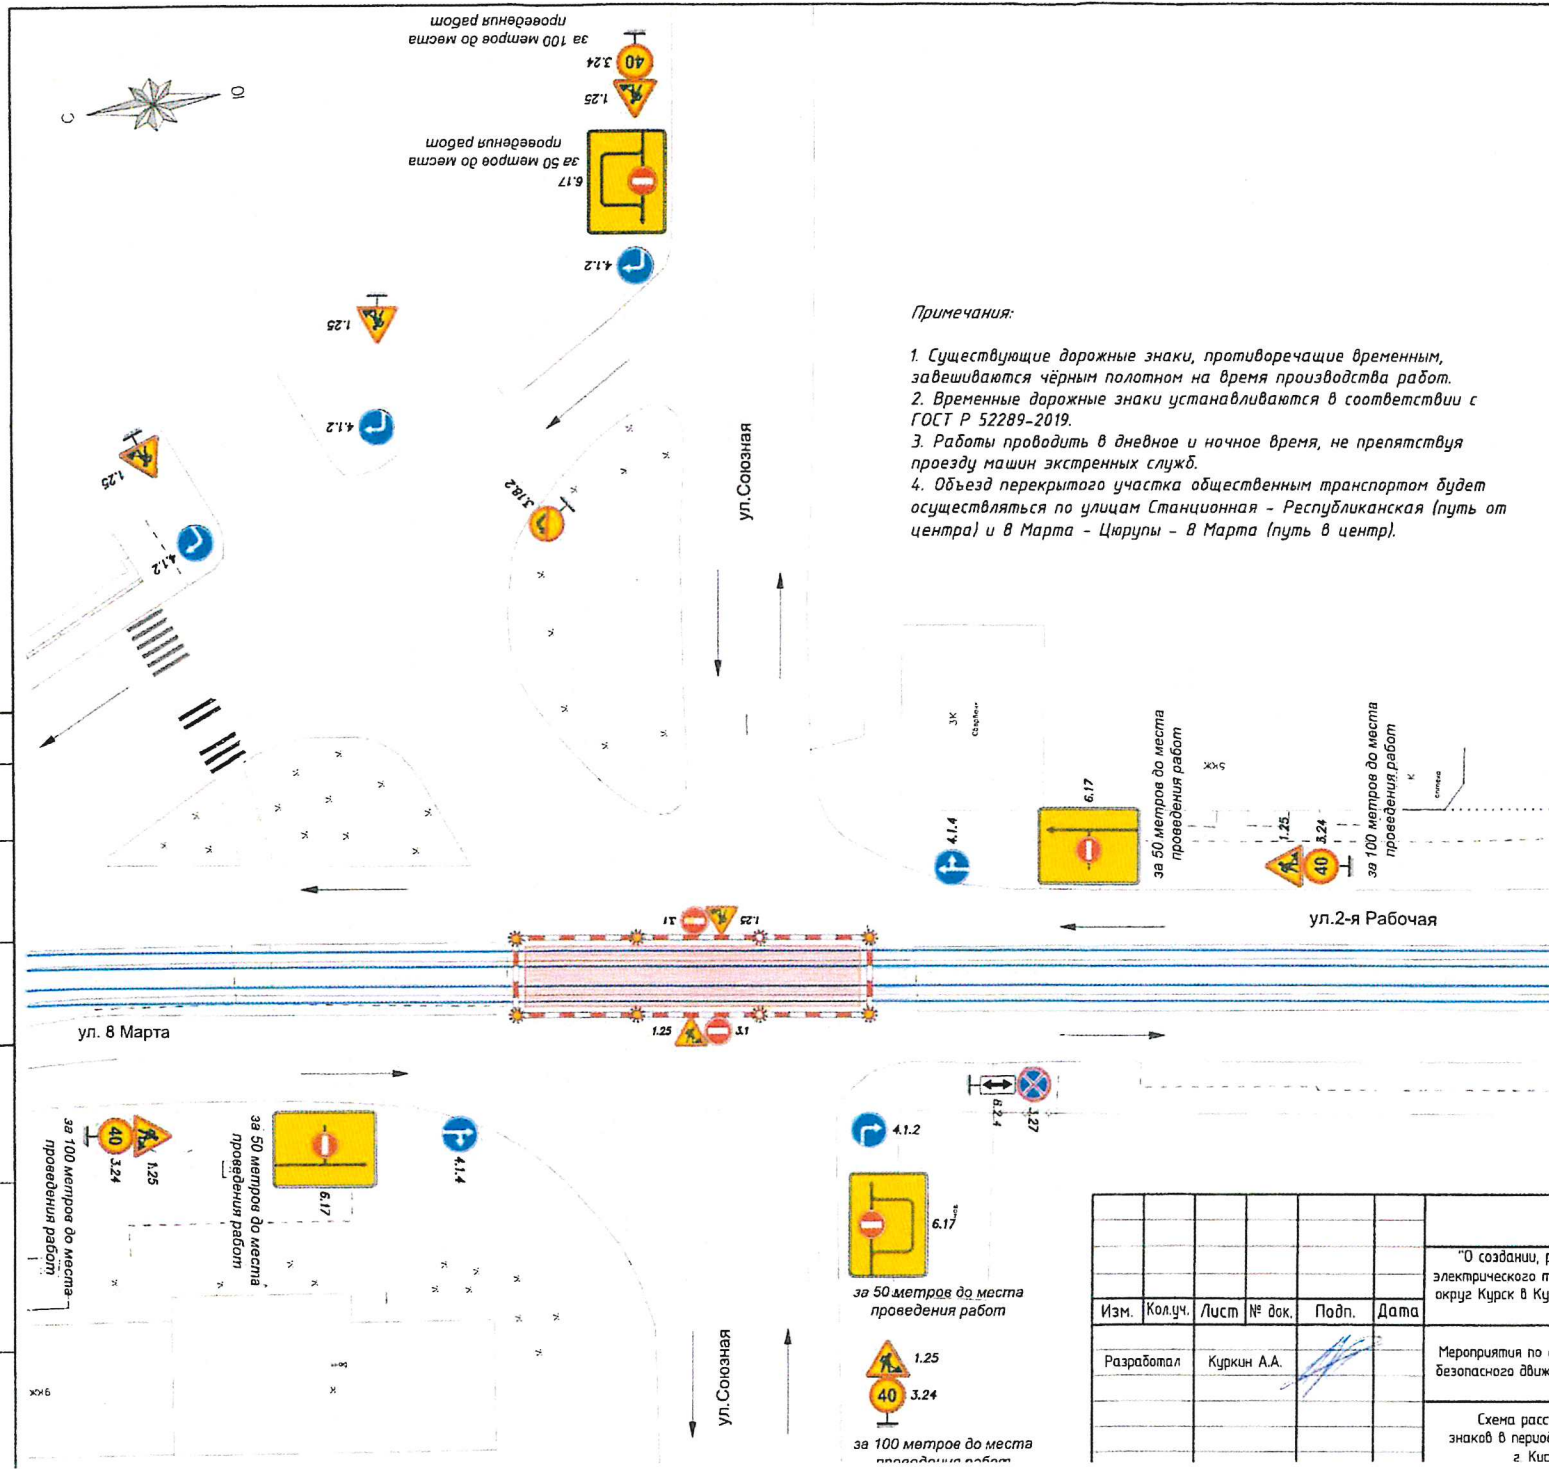 за 100 метров до места
проведения работ
3.24
40
1.25
С
Ю
за 50 метров до места
проведения работ
6.17
4.1.2
1.25
4.1.2
1.25
4.1.2
3.18.2
ул.Союзная
Примечания:
1. Существующие дорожные знаки, противоречащие временным,
завешиваются чёрным полотном на время производства работ.
2. Временные дорожные знаки устанавливаются в соответствии с
ГОСТ Р 52289-2019.
3. Работы проводить в дневное и ночное время, не препятствуя
проезду машин экстренных служб.
4. Объезд перекрытого участка общественным транспортом будет
осуществляться по улицам Станционная - Республиканская (путь от
центра) и 8 Марта - Цюрупы - 8 Марта (путь в центр).
3К
5КЖ
К
4.1.4
6.17
за 50 метров до места
проведения работ
1.25
3.24
40
за 100 метров до места
проведения работ
ул.2-я Рабочая
3.1
1.25
1.25
3.1
ул. 8 Марта
за 100 метров до места
проведения работ
40
3.24
1.25
за 50 метров до места
проведения работ
6.17
4.1.4
8.2.4
3.27
4.1.2
6.17
за 50 метров до места
проведения работ
1.25
40
3.24
за 100 метров до места
проведения работ
ул.Союзная
"О создании, р
электрического т
округ Курск в Ку
Изм.
Кол.уч.
Лист
№ док.
Подп.
Дата
Разработал
Куркин А.А.
Мероприятия по
безопасного движ
Схема расс
знаков в период
г. Кур